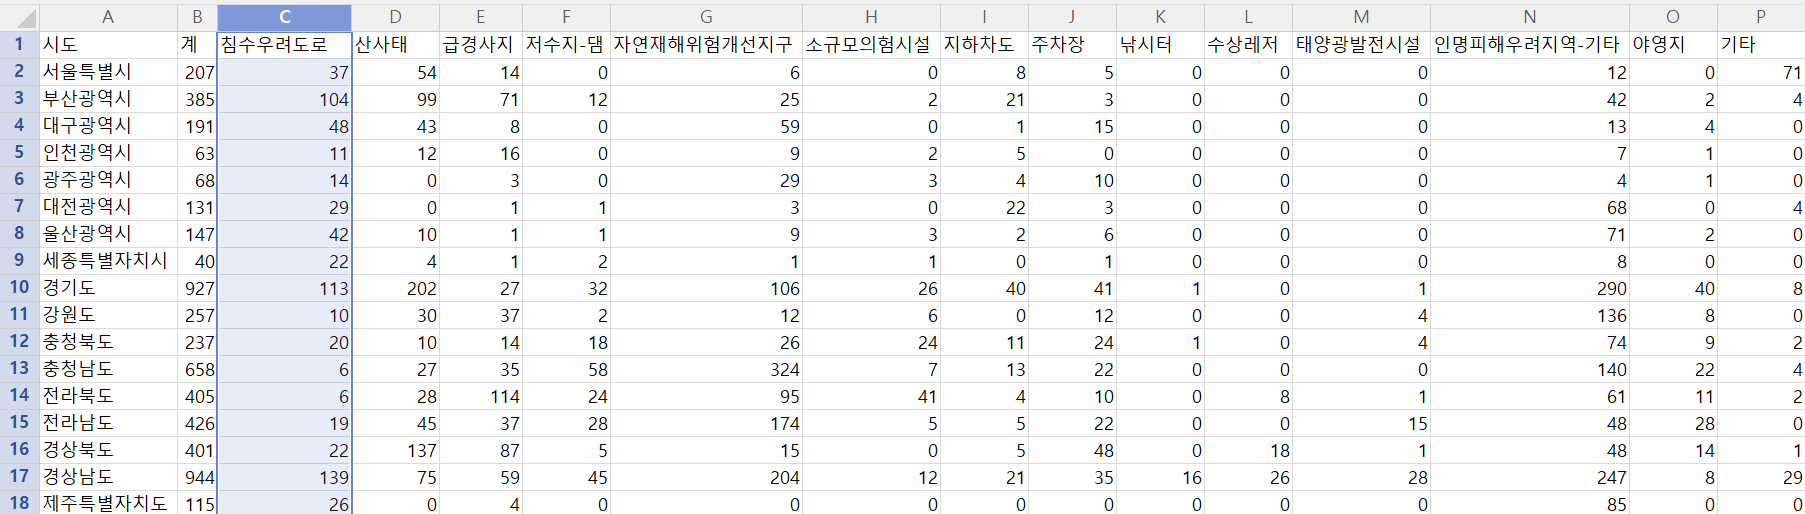 A B C D E F G H I J K L M N O P
1 시도 계 침수우려도로 산사태 급경사지 저수지-댐 자연재해위험개선지구 소규모의험시설 지하차도 주차장 낚시터 수상레저 태양광발전시설 인명피해우려지역-기타 야영지 기타
2 서울특별시 207 37 54 14 0 6 0 8 5 0 0 0 12 0 71
3 부산광역시 385 104 99 71 12 25 2 21 3 0 0 0 42 2 4
4 대구광역시 191 48 43 8 0 59 0 1 15 0 0 0 13 4 0
5 인천광역시 63 11 12 16 0 9 2 5 0 0 0 0 7 1 0
6 광주광역시 68 14 0 3 0 29 3 4 10 0 0 0 4 1 0
7 대전광역시 131 29 0 1 1 3 0 22 3 0 0 0 68 0 4
8 울산광역시 147 42 10 1 1 9 3 2 6 0 0 0 71 2 0
9 세종특별자치시 40 22 4 1 2 1 1 0 1 0 0 0 8 0 0
10 경기도 927 113 202 27 32 106 26 40 41 1 0 1 290 40 8
11 강원도 257 10 30 37 2 12 6 0 12 0 0 4 136 8 0
12 충청북도 237 20 10 14 18 26 24 11 24 1 0 4 74 9 2
13 충청남도 658 6 27 35 58 324 7 13 22 0 0 0 140 22 4
14 전라북도 405 6 28 114 24 95 41 4 10 0 8 1 61 11 2
15 전라남도 426 19 45 37 28 174 5 5 22 0 0 15 48 28 0
16 경상북도 401 22 137 87 5 15 0 5 48 0 18 1 48 14 1
17 경상남도 944 139 75 59 45 204 12 21 35 16 26 28 247 8 29
18 제주특별자치도 115 26 0 4 0 0 0 0 0 0 0 0 85 0 0